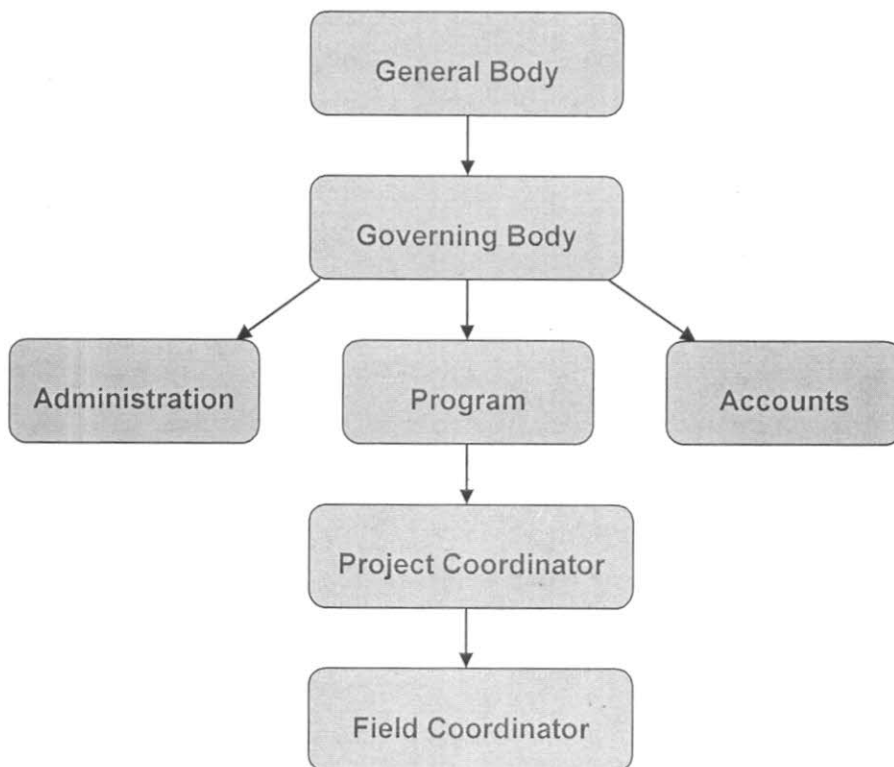 General Body
Governing Body
Administration
Program
Accounts
Project Coordinator
Field Coordinator